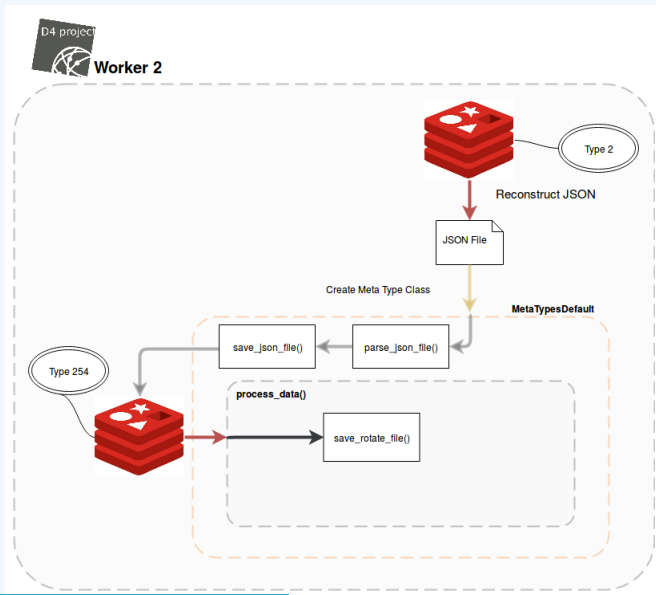 D4 project
Worker 2
Type 2
Reconstruct JSON
JSON File
Create Meta Type Class
MetaTypesDefault
save_json_file()
parse_json_file()
Type 254
process_data()
save_rotate_file()